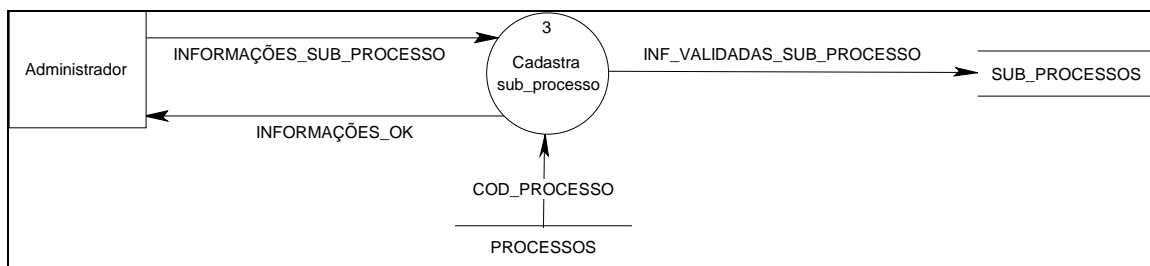 3
Administrador
INFORMAÇÕES_SUB_PROCESSO
Cadastra
sub_processo
INF_VALIDADAS_SUB_PROCESSO
SUB_PROCESSOS
INFORMAÇÕES_OK
COD_PROCESSO
PROCESSOS